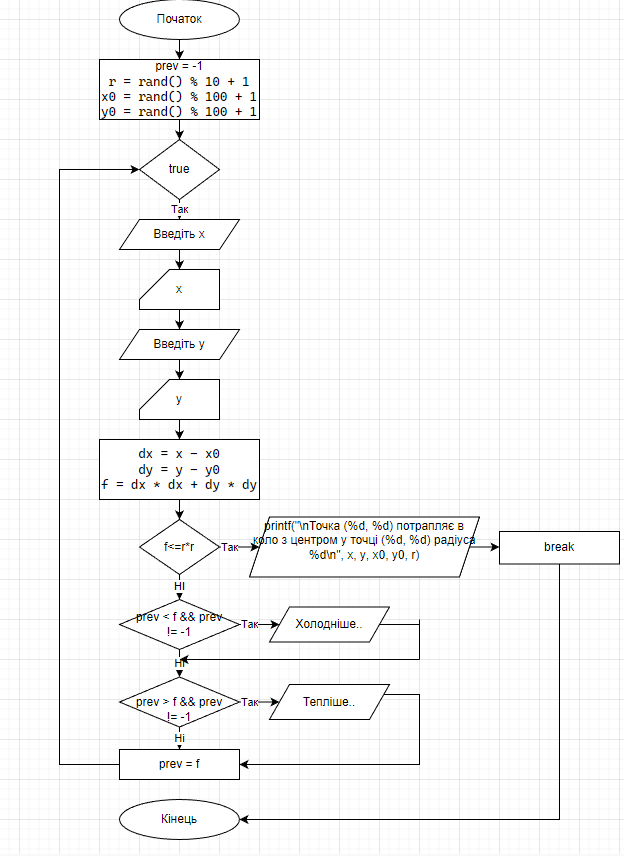 Початок
prev = -1
r = rand() % 10 + 1
x0 = rand() % 100 + 1
y0 = rand() % 100 + 1
true
Так
Введіть x
x
Введіть y
y
dx = x − x0
dy = y − y0
f = dx * dx + dy * dy
f<=r*r
Так
printf("\nТочка (%d, %d) потрапляє в
коло з центром у точці (%d, %d) радіуса
%d\n", x, y, x0, y0, r)
break
НІ
prev < f && prev
!= -1
Так
Холодніше..
Ні
prev > f && prev
!= -1
Так
Тепліше..
Ні
prev = f
Кінець